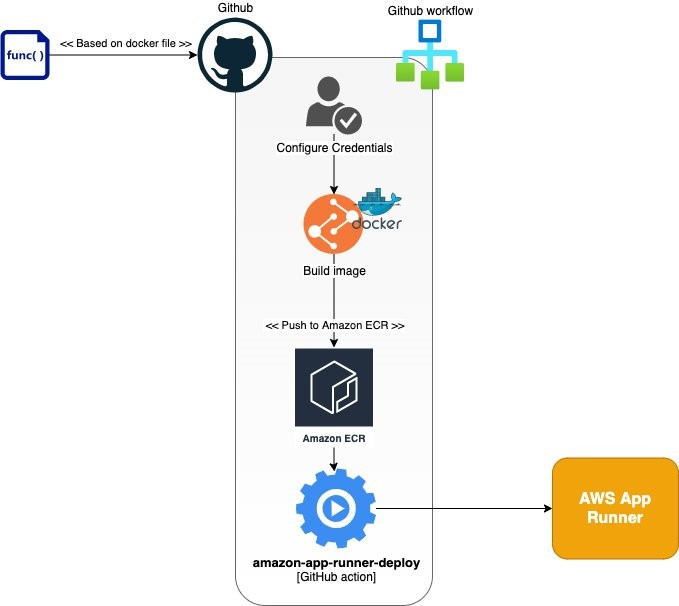 Github
Github workflow
func( )
<< Based on docker file >>
Configure Credentials
docker
Build image
<< Push to Amazon ECR >>
Amazon ECR
AWS App
Runner
amazon-app-runner-deploy
[GitHub action]